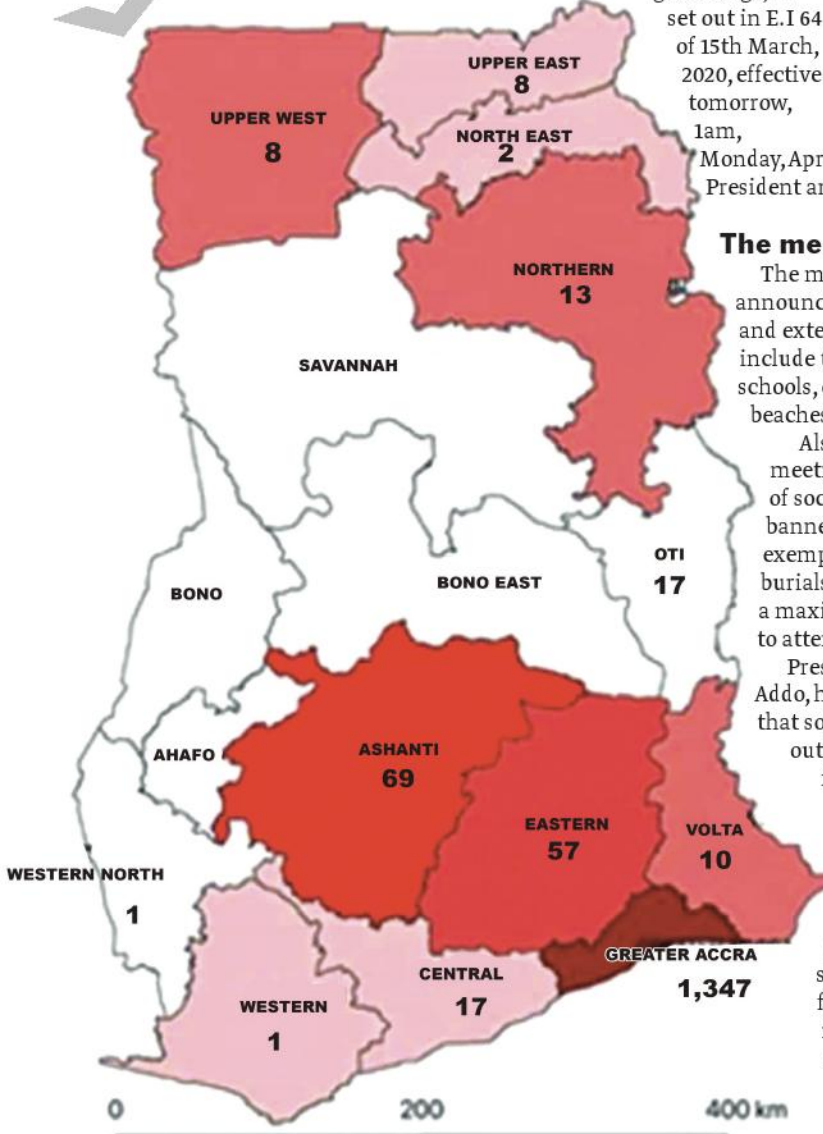 set out in E.I 64
of 15th March,
2020, effective
tomorrow,
1am,
Monday, Apr
President ar
The me
The m
announc
and exte
include t
schools,
beaches
Als
meeti
of soc
banne
exemp
burials
a maxi
to atte
Pres
Addo, h
that so
out
UPPER EAST
8
UPPER WEST
8
NORTH EAST
2
NORTHERN
13
SAVANNAH
OTI
17
BONO EAST
BONO
ASHANTI
69
AHAFO
EASTERN
57
VOLTA
10
WESTERN NORTH
1
GREATER ACCRA
1,347
CENTRAL
17
WESTERN
1
s
f
0 200 400 km